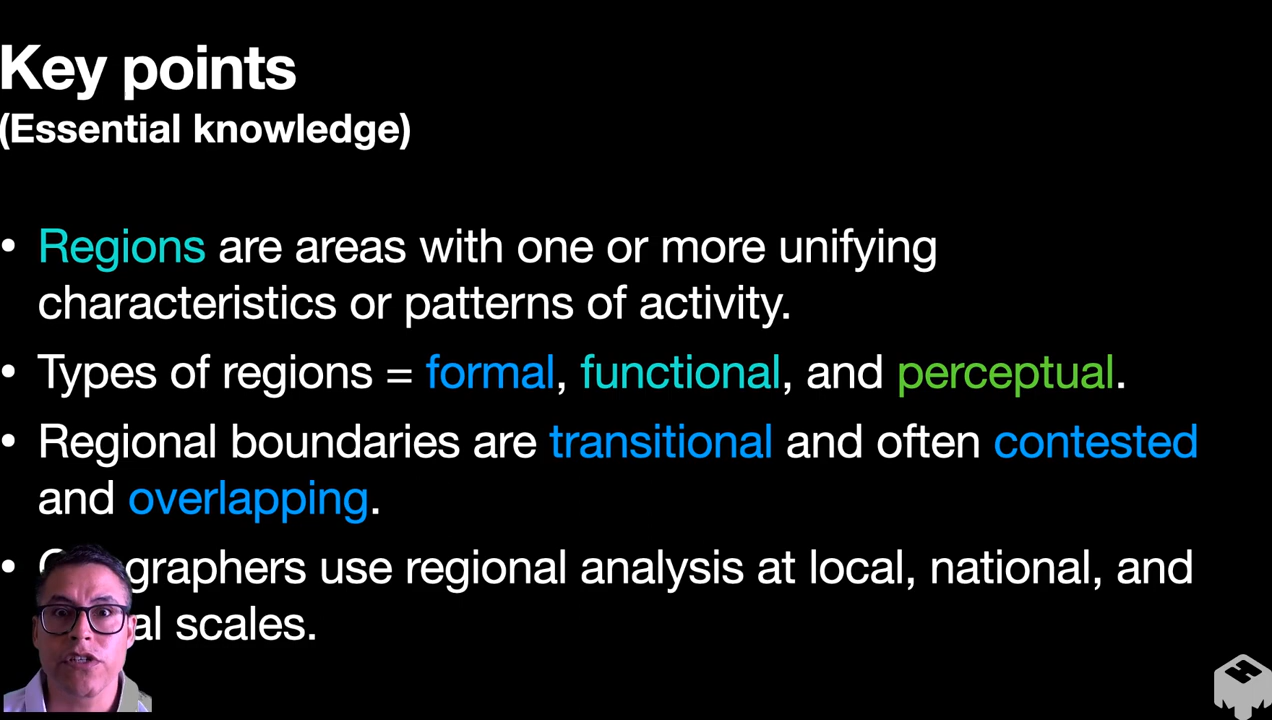 Key points
(Essential knowledge)
• Regions are areas with one or more unifying
characteristics or patterns of activity.
• Types of regions = formal, functional, and perceptual.
• Regional boundaries are transitional and often contested
and overlapping.
• use regional analysis at local, national, and
scales.